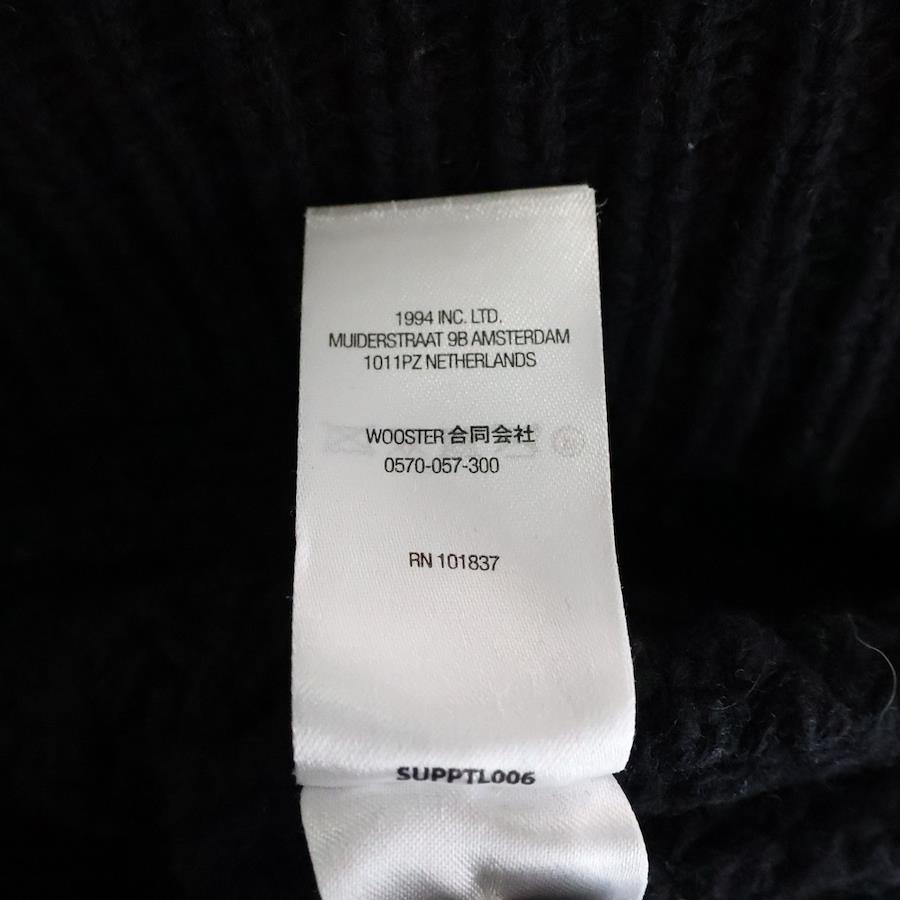 1994 INC. LTD.
MUIDERSTRAAT 9B AMSTERDAM
1011PZ NETHERLANDS
WOOSTER 合同会社
0570-057-300
RN 101837
SUPPTL006